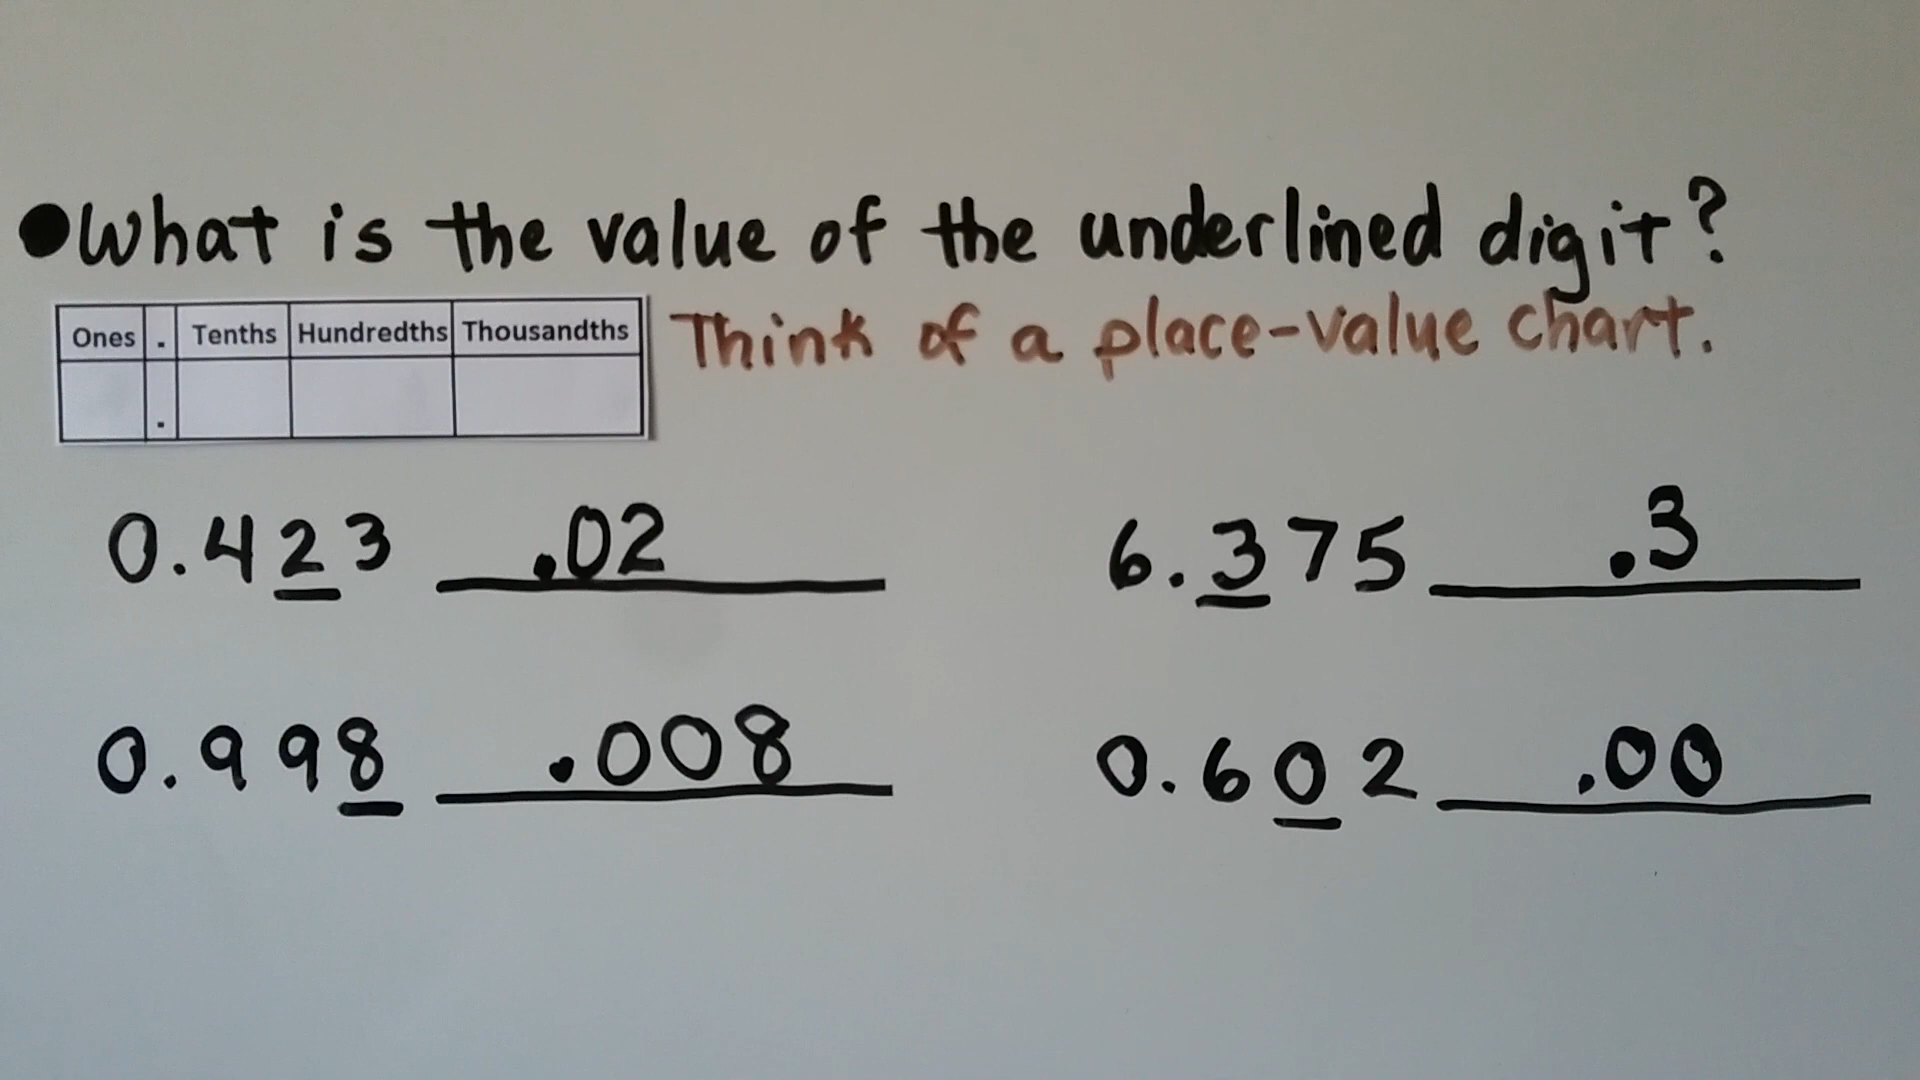 ●What is the value of the underlined digit?
Ones . Tenths Hundredths Thousandths
.
Think of a place-value chart.
0.423 .02
6.375 .3
0.998 .008
0.602 .00